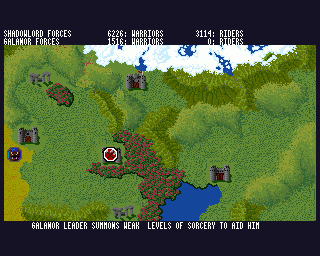 SHADOWLORD FORCES 6226: WARRIORS 3114: RIDERS
GALANOR FORCES 1516: WARRIORS 0: RIDERS
GALANOR LEADER SUMMONS WEAK LEVELS OF SORCERY TO AID HIM